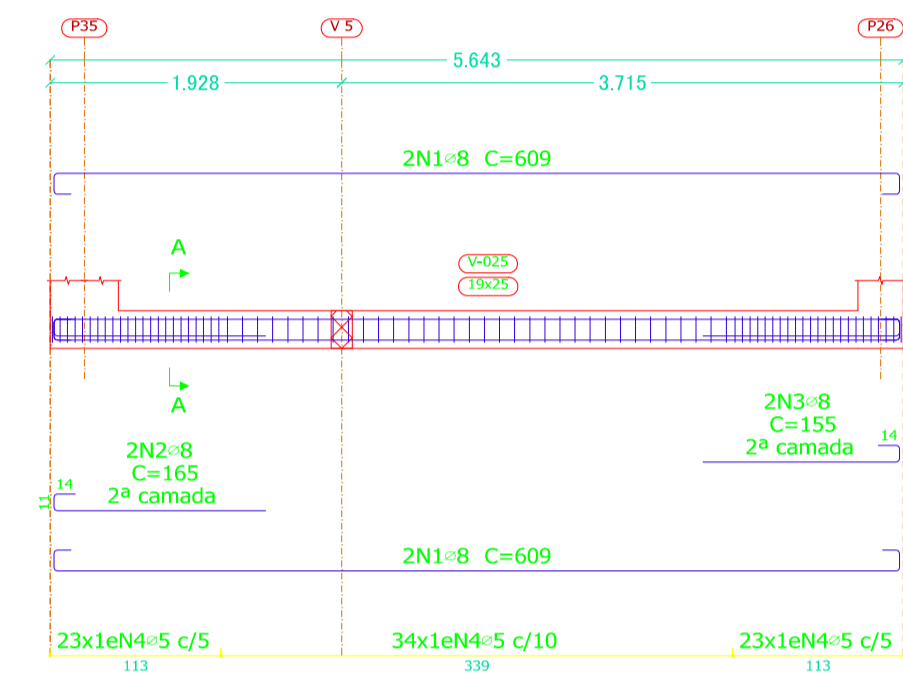 P35 V 5 P26
5.643
1.928 3.715
2N1⌀8 C=609
A
V-025
19x25
A
2N3⌀8
C=155
2ª camada
14
2N2⌀8
C=165
2ª camada
14
11
2N1⌀8 C=609
23x1eN4⌀5 c/5 34x1eN4⌀5 c/10 23x1eN4⌀5 c/5
113 339 113